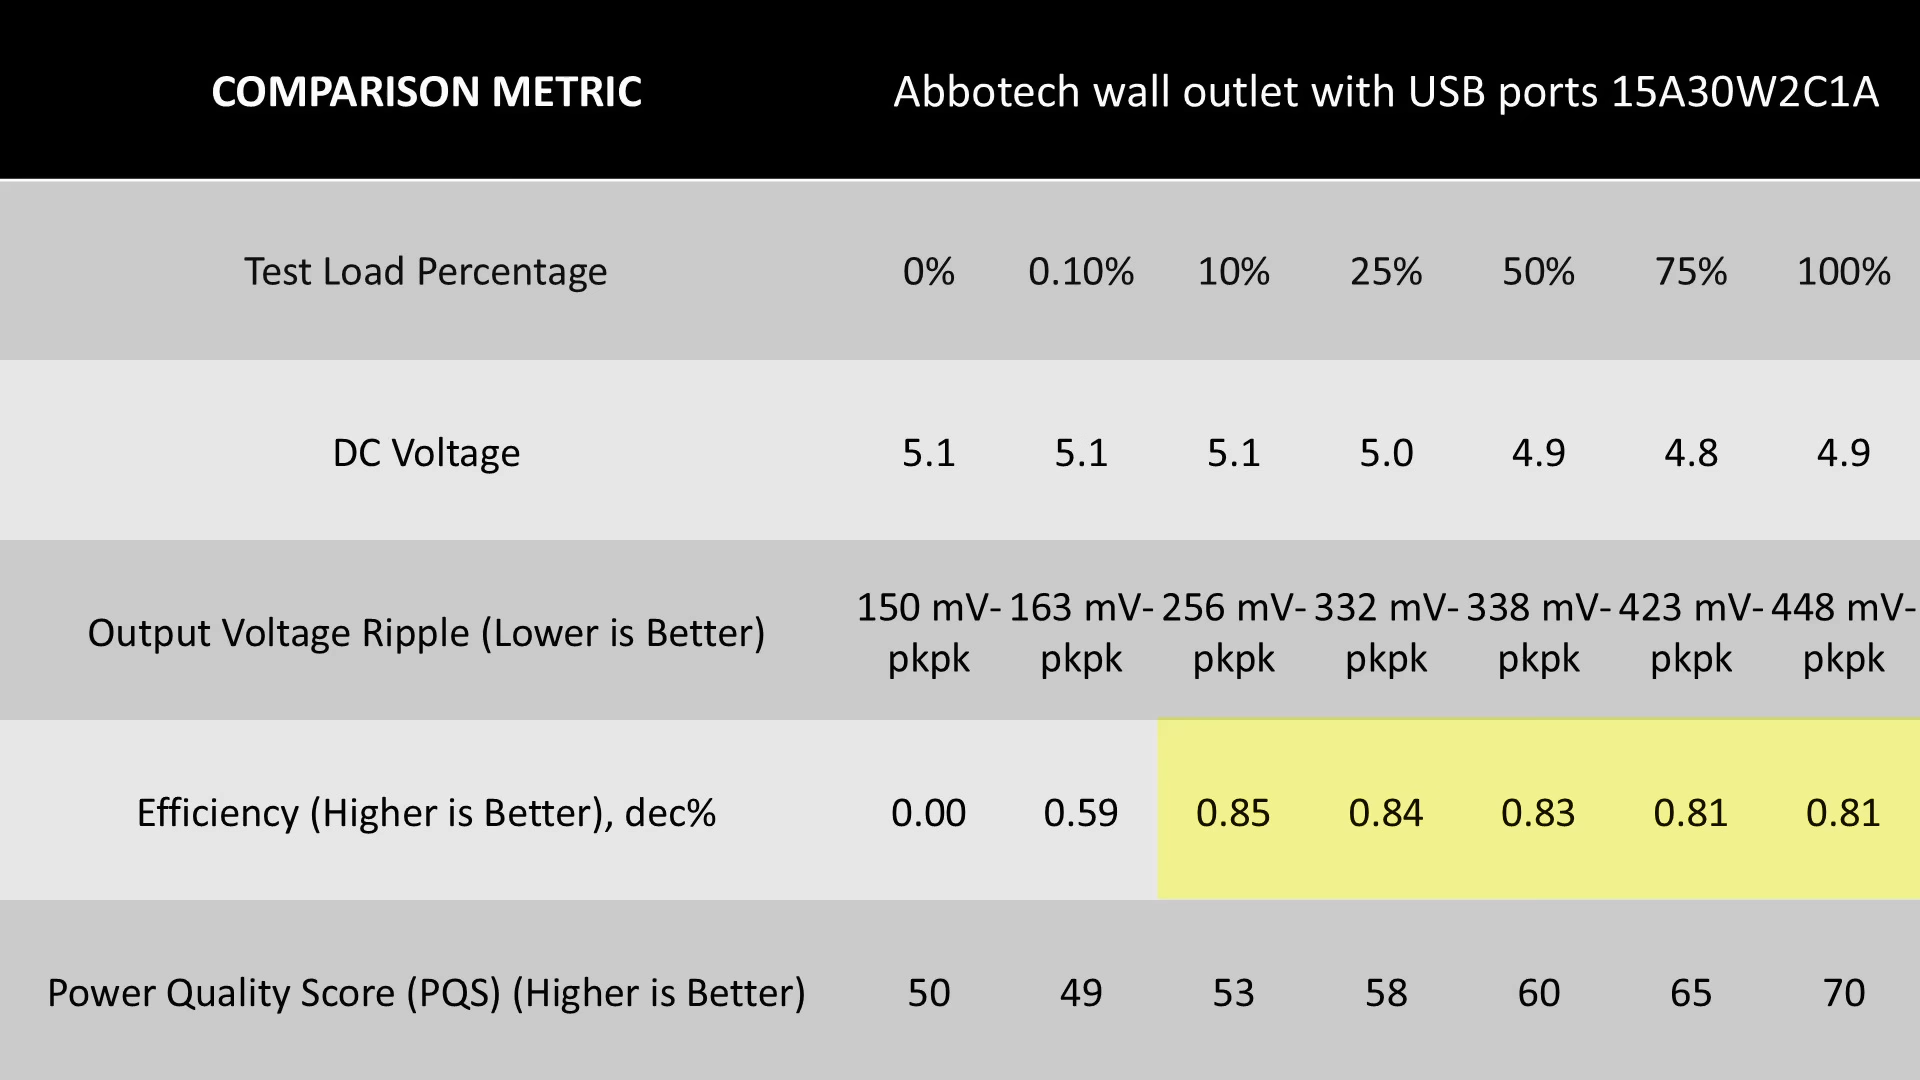 COMPARISON METRIC Abbotech wall outlet with USB ports 15A30W2C1A
Test Load Percentage 0% 0.10% 10% 25% 50% 75% 100%
DC Voltage 5.1 5.1 5.1 5.0 4.9 4.8 4.9
Output Voltage Ripple (Lower is Better) 150 mV- 163 mV- 256 mV- 332 mV- 338 mV- 423 mV- 448 mV-
pkpk pkpk pkpk pkpk pkpk pkpk pkpk
Efficiency (Higher is Better), dec% 0.00 0.59 0.85 0.84 0.83 0.81 0.81
Power Quality Score (PQS) (Higher is Better) 50 49 53 58 60 65 70